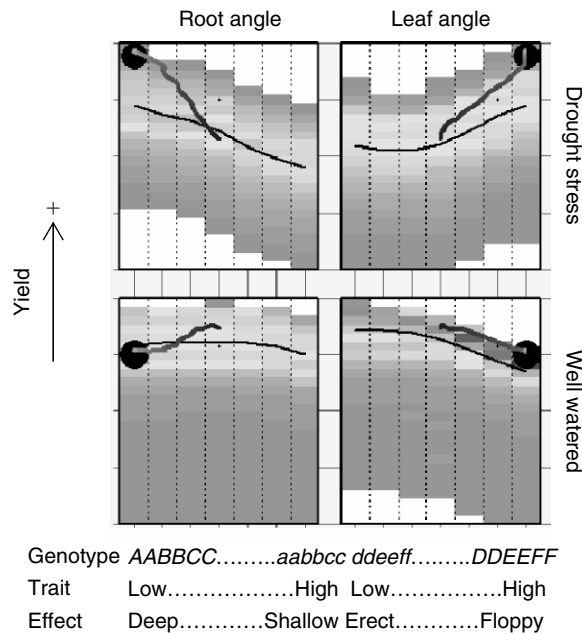 Root angle Leaf angle
Drought stress
Yield
+
Well watered
Genotype AABBCC.........aabbcc ddeeff.........DDEEFF
Trait Low..................High Low..................High
Effect Deep............Shallow Erect............Floppy